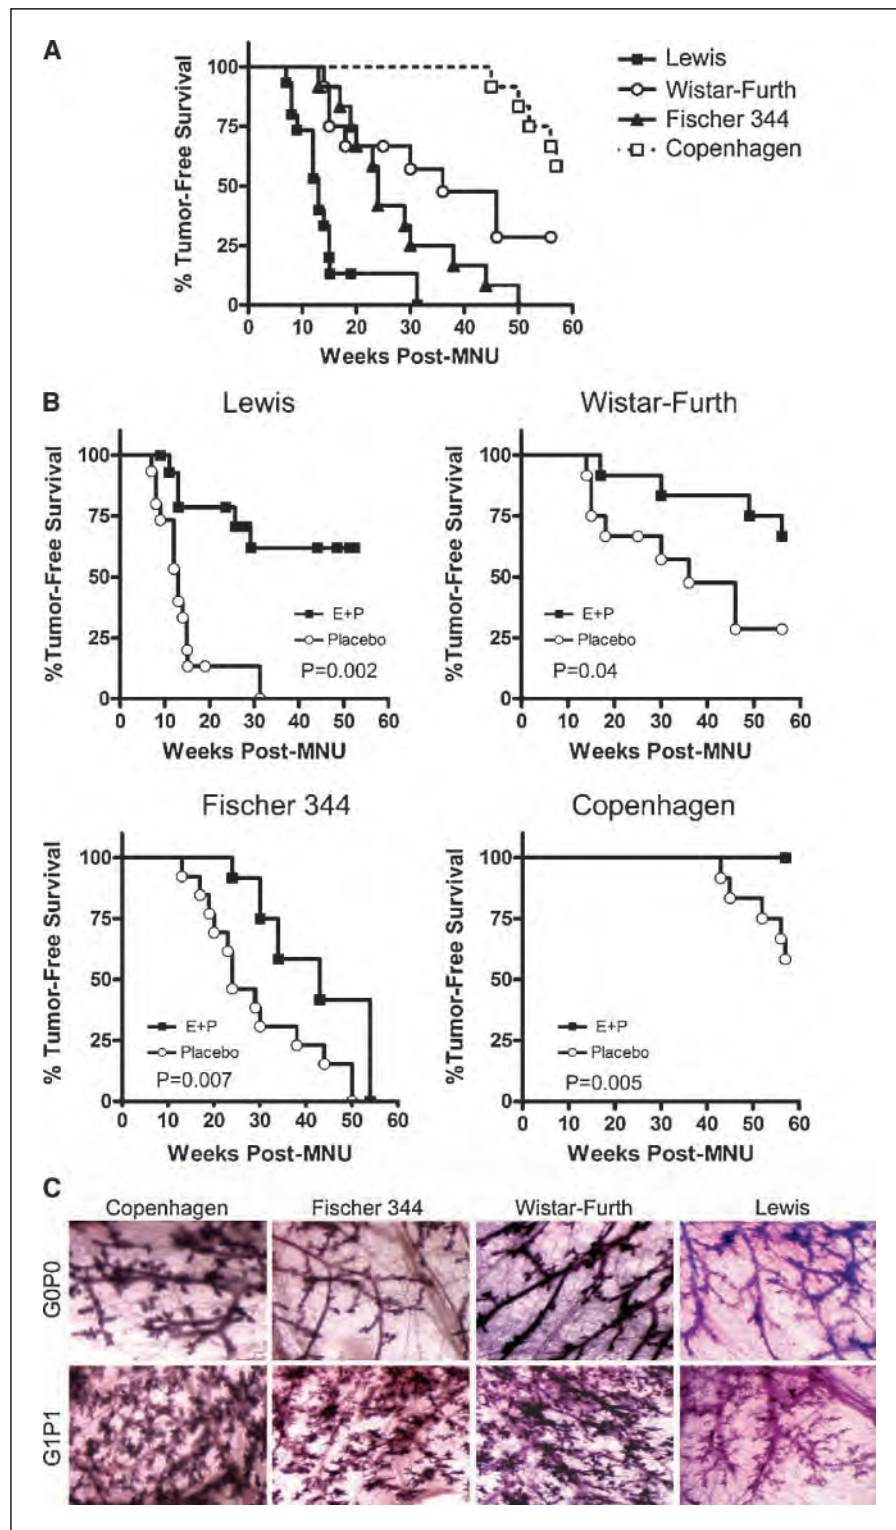 A
% Tumor-Free Survival
100
75
50
25
0
0 10 20 30 40 50 60
Weeks Post-MNU
Lewis
Wistar-Furth
Fischer 344
Copenhagen
B
Lewis
%Tumor-Free Survival
100
75
50
25
0
E+P
Placebo
P=0.002
0 10 20 30 40 50 60
Weeks Post-MNU
Wistar-Furth
%Tumor-Free Survival
100
75
50
25
0
E+P
Placebo
P=0.04
0 10 20 30 40 50 60
Weeks Post-MNU
Fischer 344
% Tumor-Free Survival
100
75
50
25
0
E+P
Placebo
P=0.007
0 10 20 30 40 50 60
Weeks Post-MNU
Copenhagen
%Tumor-Free Survival
100
75
50
25
0
E+P
Placebo
P=0.005
0 10 20 30 40 50 60
Weeks Post-MNU
C
Copenhagen Fischer 344 Wistar-Furth Lewis
G0P0
G1P1